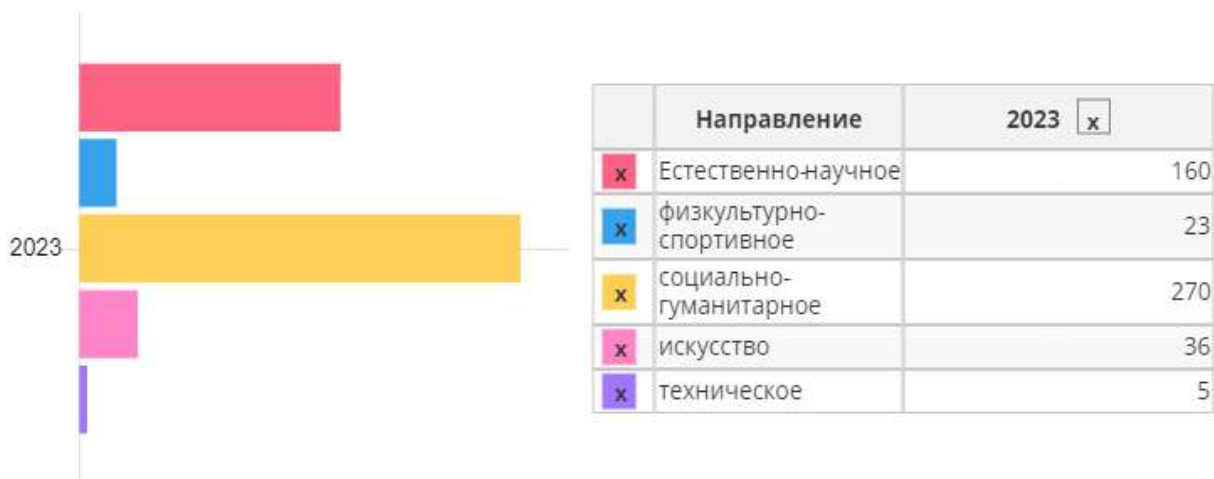 2023
Направление 2023 x
x Естественно-научное 160
x физкультурно-
спортивное 23
x социально-
гуманитарное 270
x искусство 36
x техническое 5